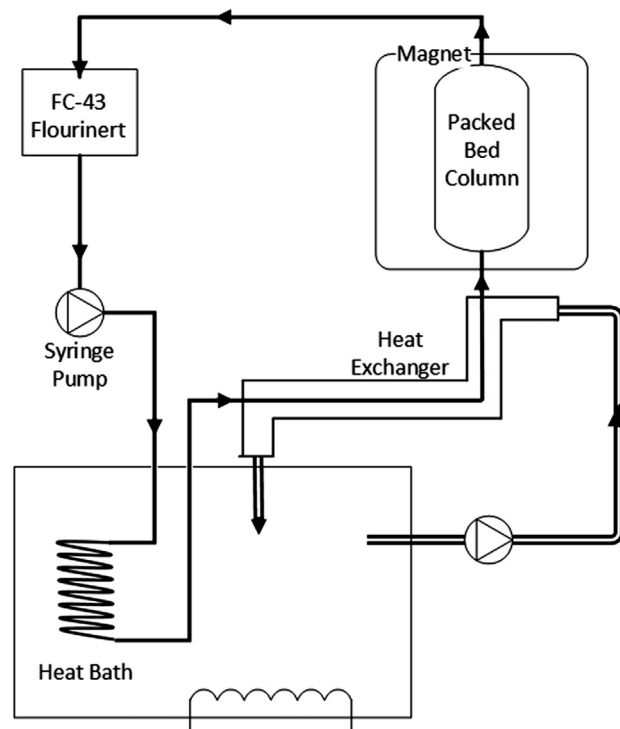 Magnet
FC-43
Flourinert
Packed
Bed
Column
Syringe
Pump
Heat
Exchanger
Heat Bath